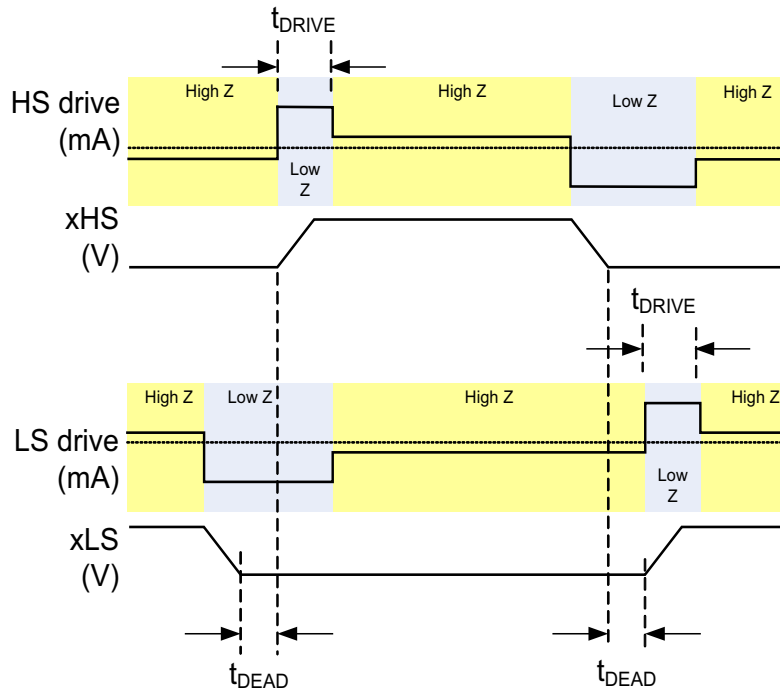 tDRIVE
High Z
High Z
High Z
Low Z
HS drive
(mA)
Low
Z
xHS
(V)
tDRIVE
High Z
Low Z
High Z
High Z
LS drive
(mA)
Low
Z
xLS
(V)
tDEAD
tDEAD